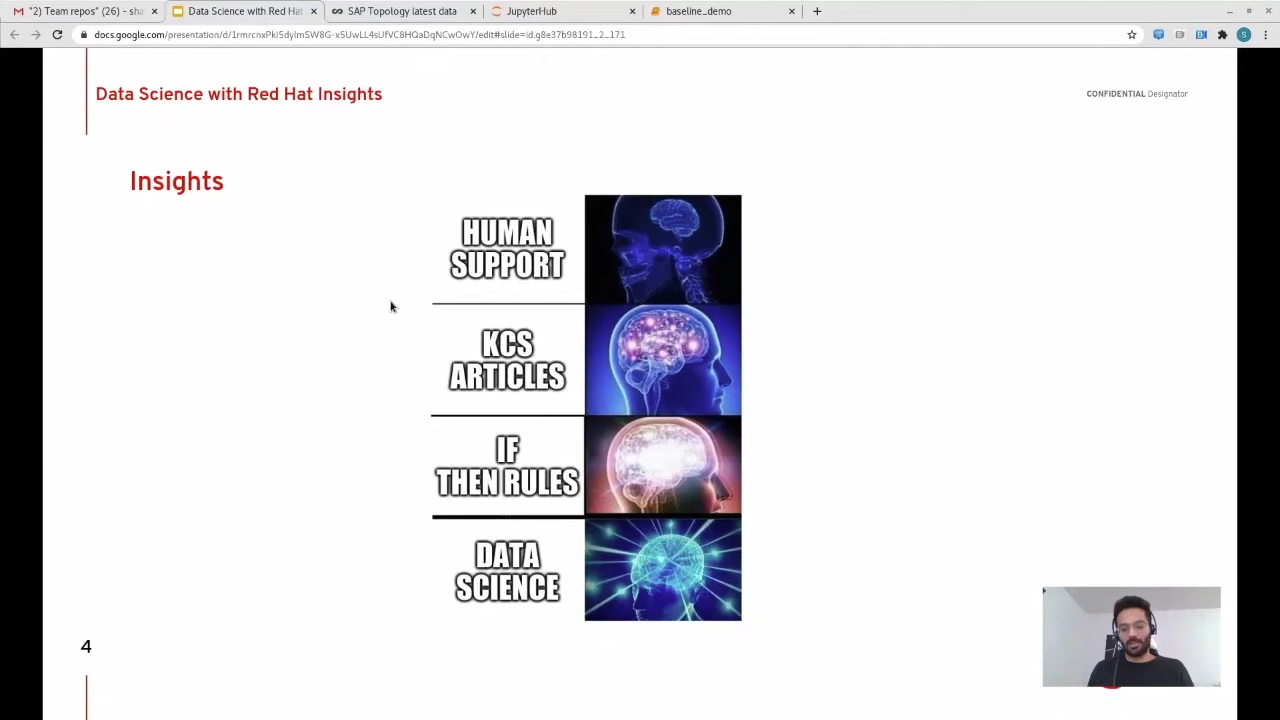 "2) Team repos" (26) - sha
Data Science with Red Hat
SAP Topology latest data
JupyterHub
baseline_demo
docs.google.com/presentation/d/1rmrcnxPkI5dylmSW8G-x5UwLL4sUfVC8HQaDqNCwOwY/edit#slide=id.g8e37b98191_2_171
S
Data Science with Red Hat Insights
CONFIDENTIAL Designator
Insights
HUMAN
SUPPORT
KCS
ARTICLES
IF
THEN RULES
DATA
SCIENCE
4